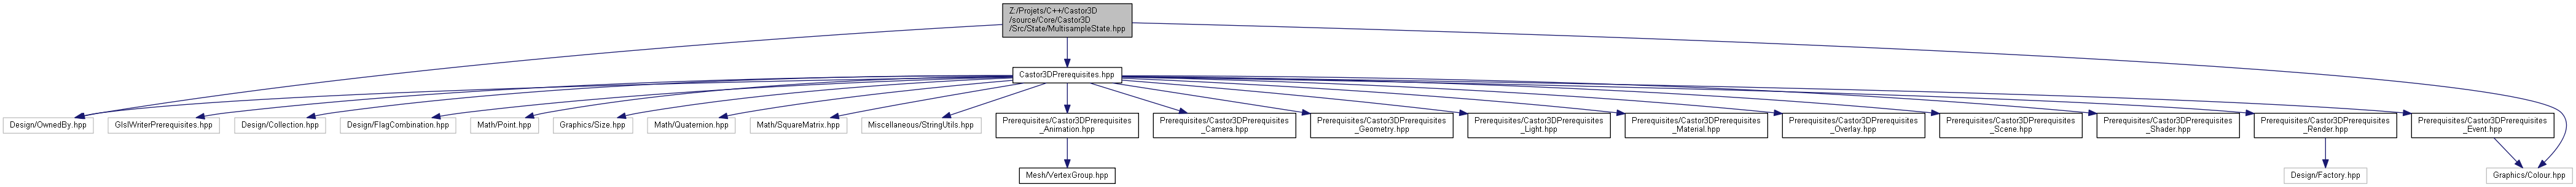 Z:/Projets/C++/Castor3D
/source/Core/Castor3D
/Src/State/MultisampleState.hpp
Castor3DPrerequisites.hpp
Design/OwnedBy.hpp
GlslWriterPrerequisites.hpp
Design/Collection.hpp
Design/FlagCombination.hpp
Math/Point.hpp
Graphics/Size.hpp
Math/Quaternion.hpp
Math/SquareMatrix.hpp
Miscellaneous/StringUtils.hpp
Prerequisites/Castor3DPrerequisites
_Animation.hpp
Prerequisites/Castor3DPrerequisites
_Camera.hpp
Prerequisites/Castor3DPrerequisites
_Geometry.hpp
Prerequisites/Castor3DPrerequisites
_Light.hpp
Prerequisites/Castor3DPrerequisites
_Material.hpp
Prerequisites/Castor3DPrerequisites
_Overlay.hpp
Prerequisites/Castor3DPrerequisites
_Scene.hpp
Prerequisites/Castor3DPrerequisites
_Shader.hpp
Prerequisites/Castor3DPrerequisites
_Render.hpp
Prerequisites/Castor3DPrerequisites
_Event.hpp
Mesh/VertexGroup.hpp
Design/Factory.hpp
Graphics/Colour.hpp